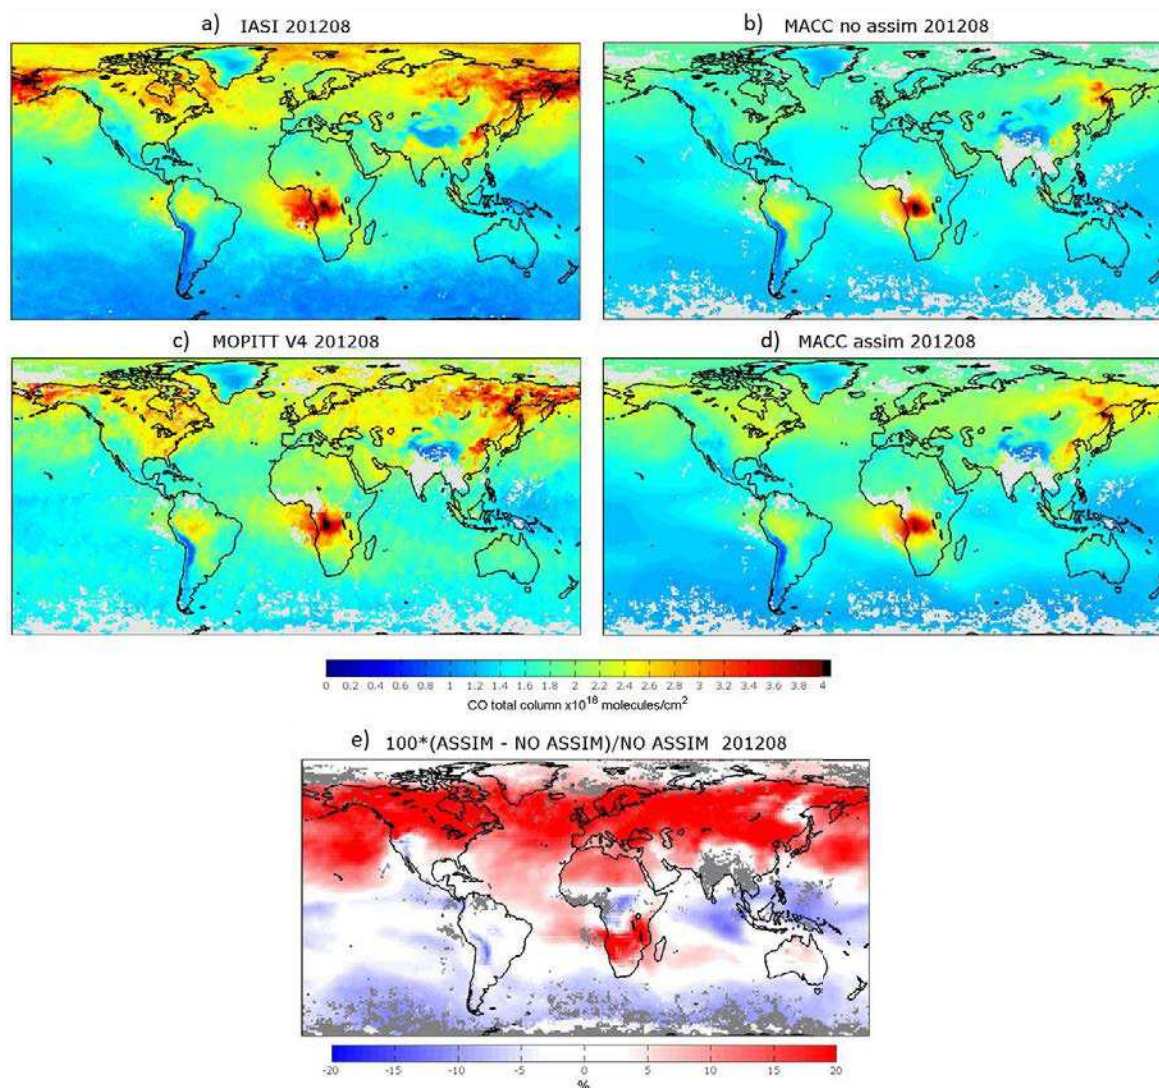 a) IASI 201208
b) MACC no assim 201208
c) MOPITT V4 201208
d) MACC assim 201208
0 0.2 0.4 0.6 0.8 1 1.2 1.4 1.6 1.8 2 2.2 2.4 2.6 2.8 3 3.2 3.4 3.6 3.8 4
CO total column x10^18 molecules/cm²
e) 100*(ASSIM - NO ASSIM)/NO ASSIM 201208
-20 -15 -10 -5 0 5 10 15 20
%